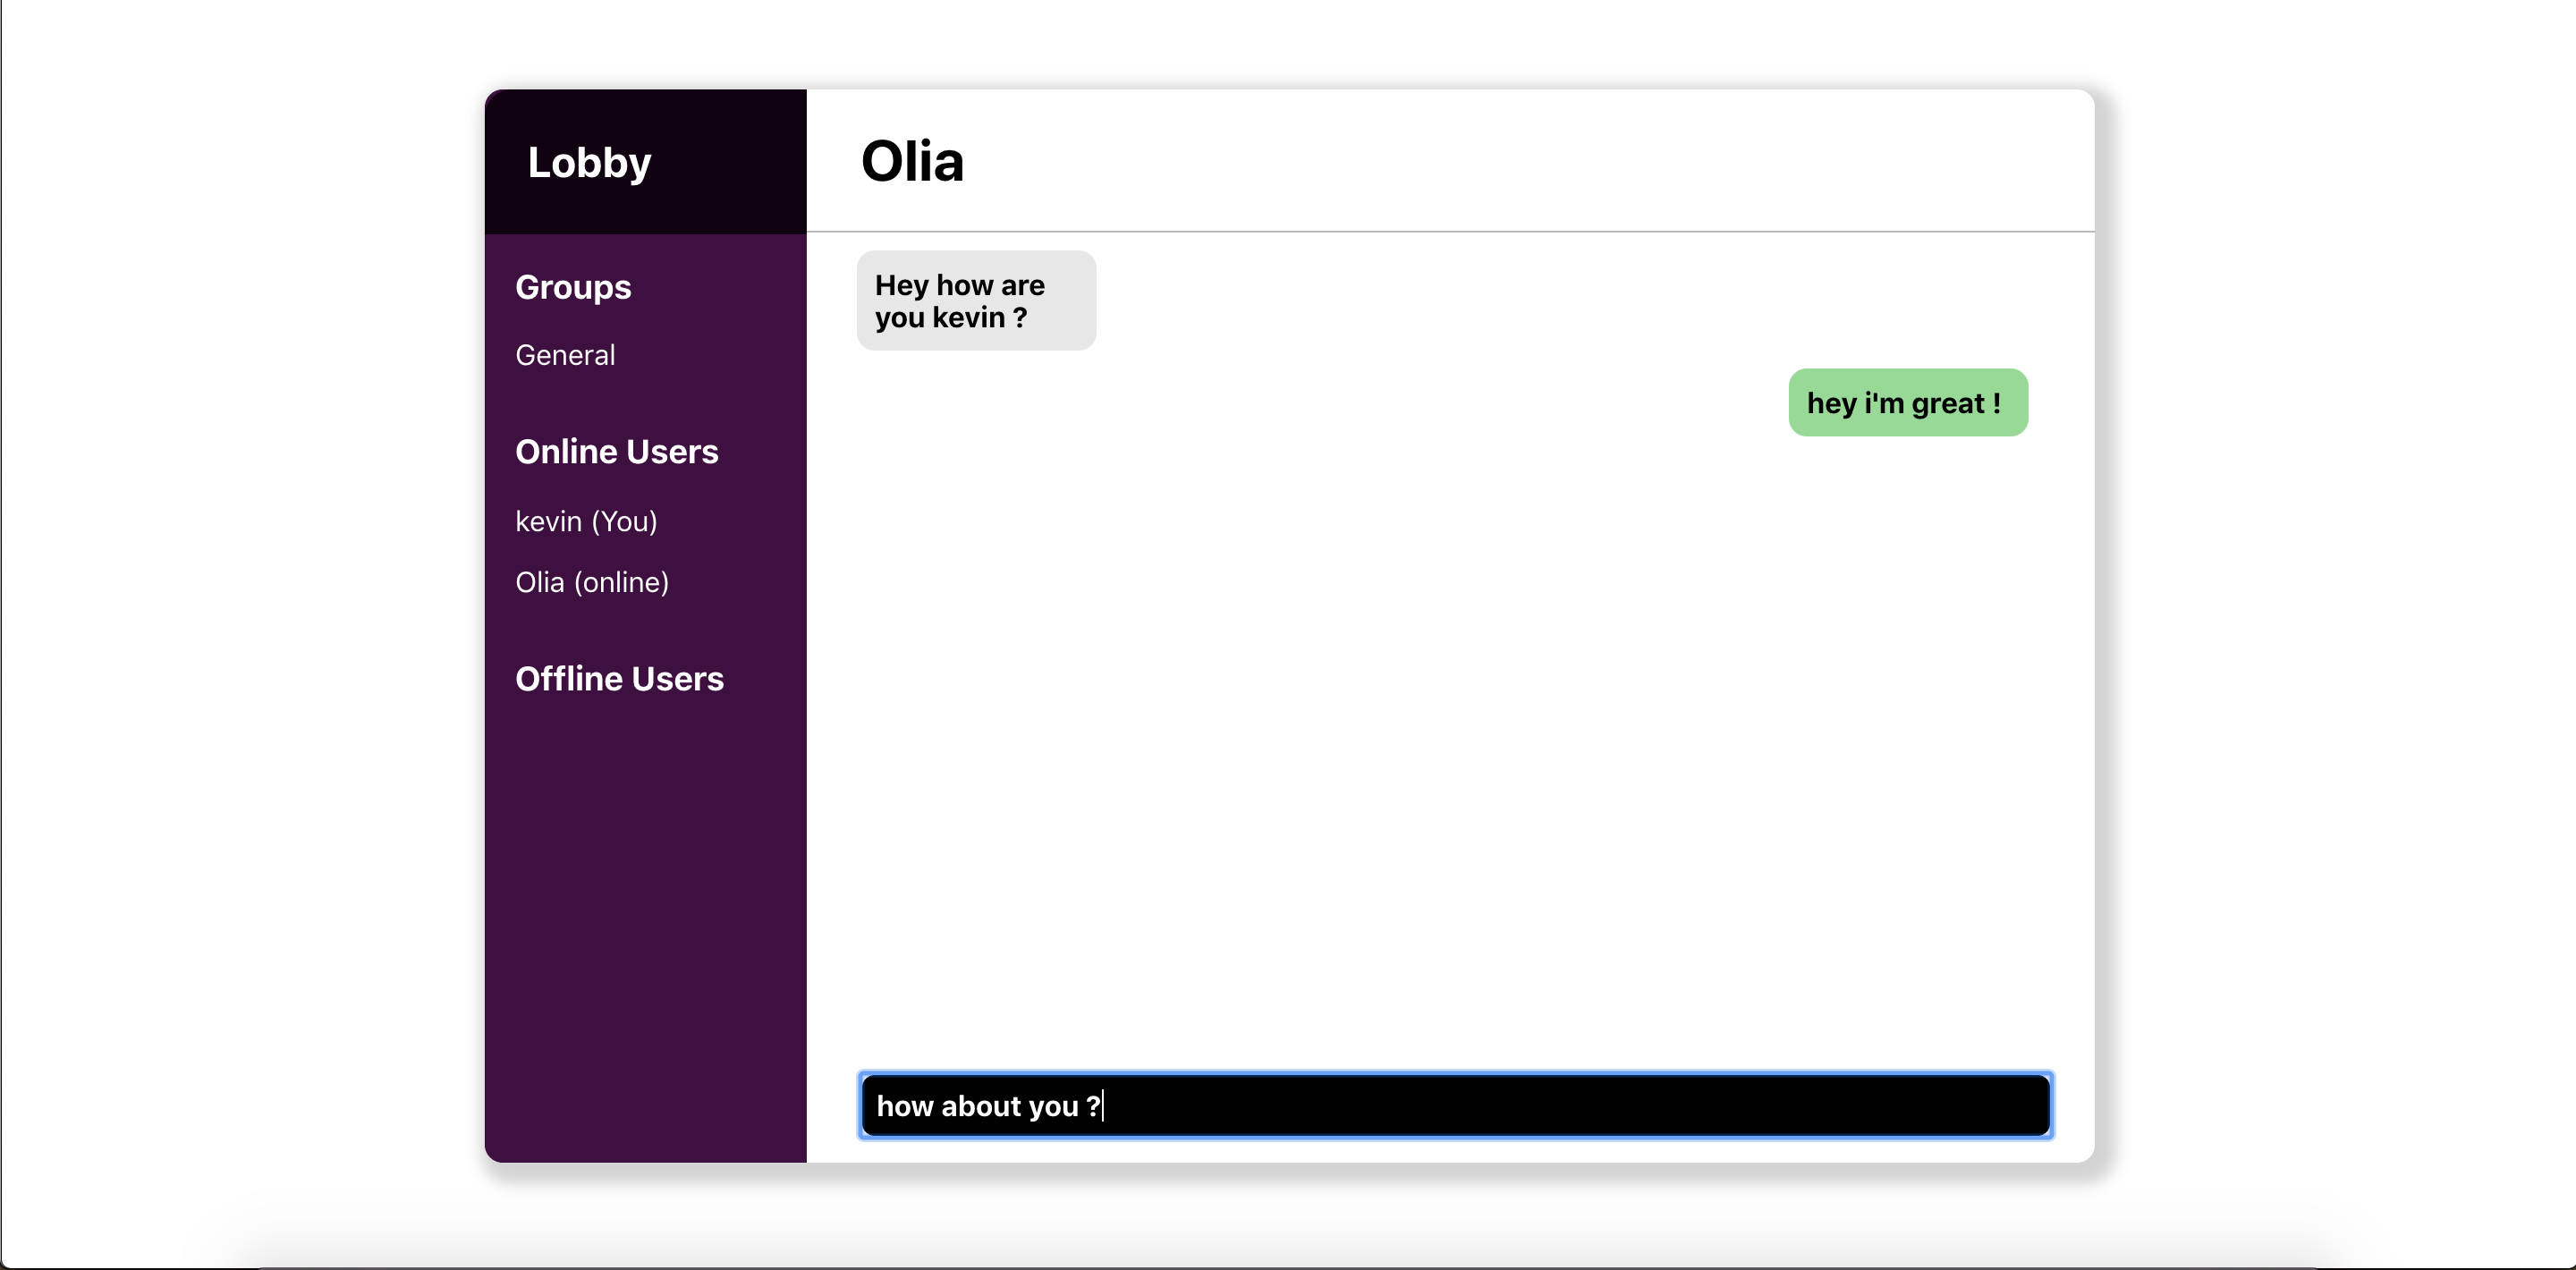 Lobby
Groups
General
Online Users
kevin (You)
Olia (online)
Offline Users
Olia
Hey how are
you kevin ?
hey i'm great !
how about you ?